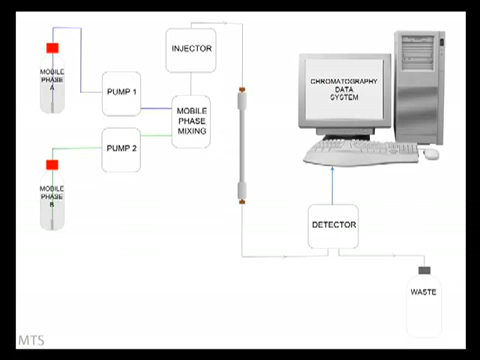 INJECTOR
MOBILE
PHASE
A
PUMP 1
MOBILE
PHASE
MIXING
PUMP 2
MOBILE
PHASE
B
CHROMATOGRAPHY
DATA
SYSTEM
DETECTOR
WASTE
MTS